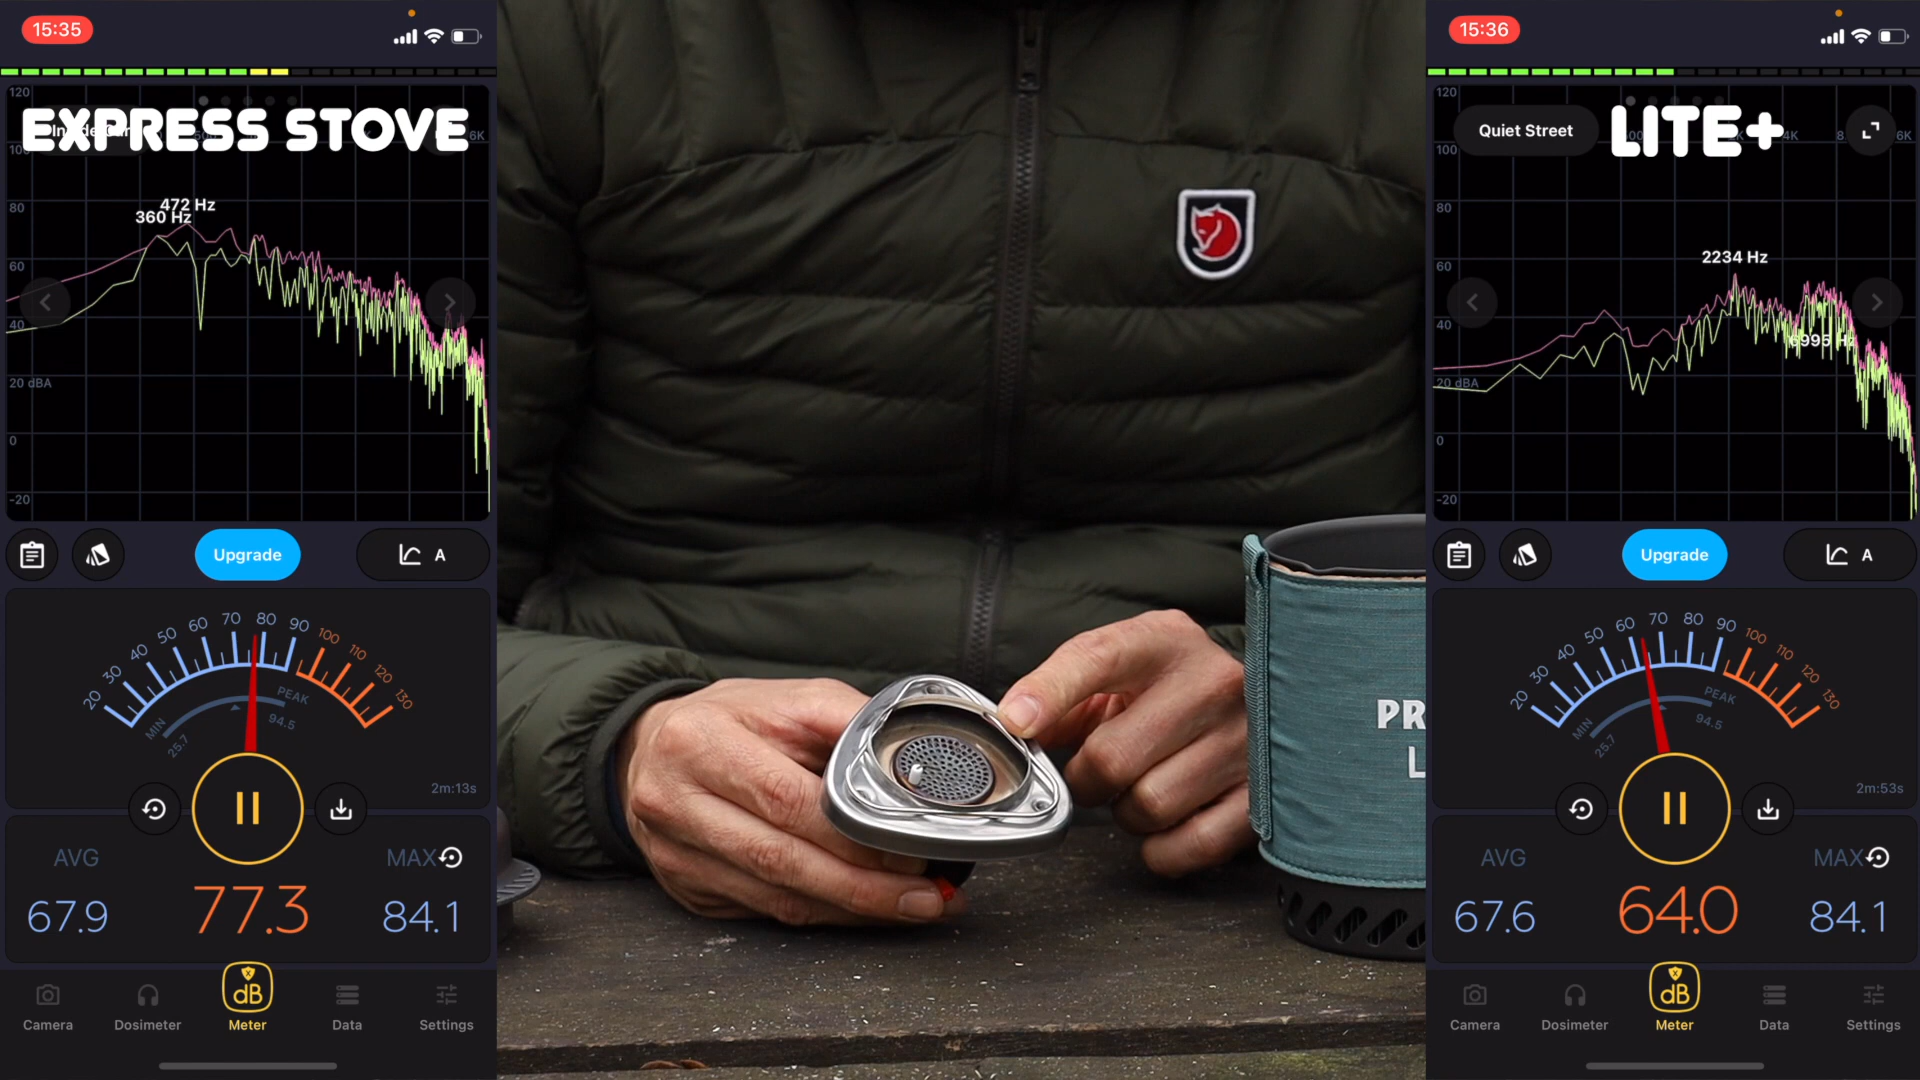 15:35
120
EXPRESS STOVE
6K
100
472 Hz
360 Hz
80
60
40
20 dBA
0
-20
Upgrade
A
20 30 40 50 60 70 80 90 100 110 120 130
MIN
25.7
PEAK
94.5
2m:13s
AVG
MAX
67.9
77.3
84.1
dB
Camera
Dosimeter
Meter
Data
Settings
PR
L
15:36
120
Quiet Street
LITE+
4K
8
6K
100
80
2234 Hz
60
40
6995 Hz
20 dBA
0
-20
Upgrade
A
20 30 40 50 60 70 80 90 100 110 120 130
MIN
25.7
PEAK
94.5
2m:53s
AVG
MAX
67.6
64.0
84.1
dB
Camera
Dosimeter
Meter
Data
Settings